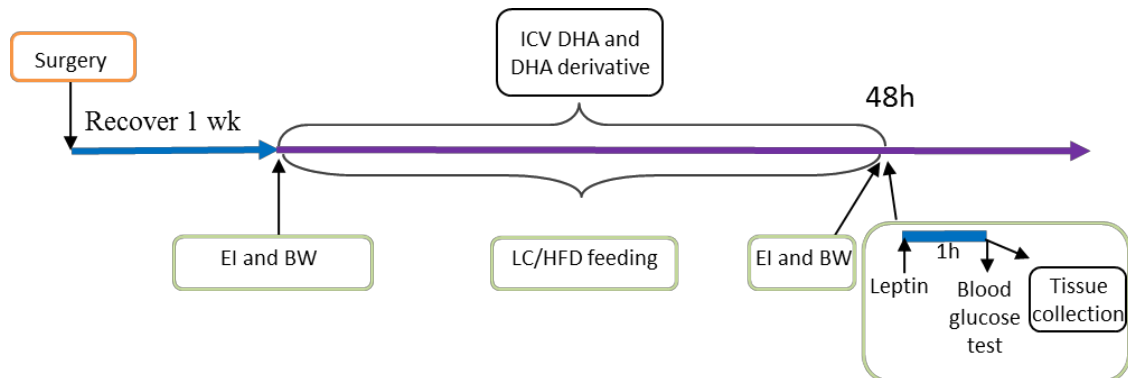 Surgery
ICV DHA and
DHA derivative
48h
Recover 1 wk
EI and BW
LC/HFD feeding
EI and BW
1h
Leptin
Blood
glucose
test
Tissue
collection